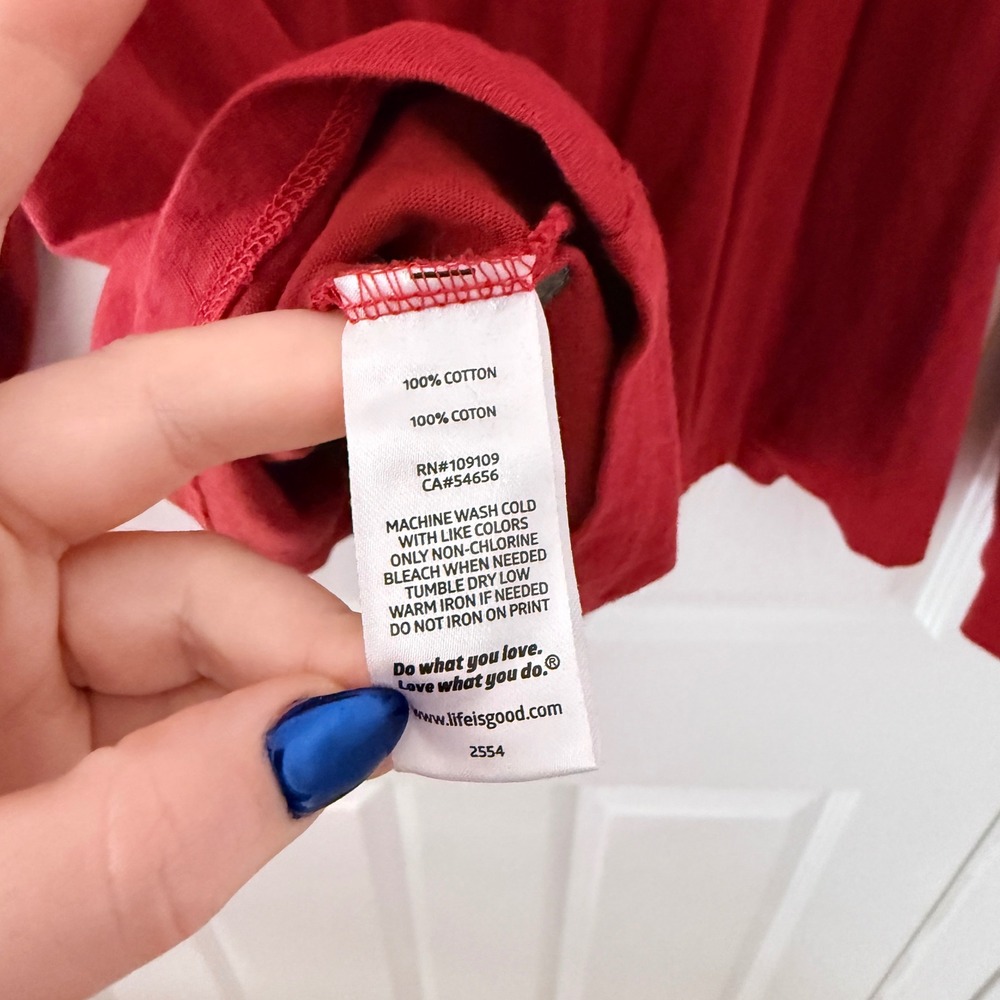 100% COTTON
100% COTON
RN#109109
CA#54656
MACHINE WASH COLD
WITH LIKE COLORS
ONLY NON-CHLORINE
BLEACH WHEN NEEDED
TUMBLE DRY LOW
WARM IRON IF NEEDED
DO NOT IRON ON PRINT
Do what you love.
Love what you do.®
www.lifeisgood.com
2554